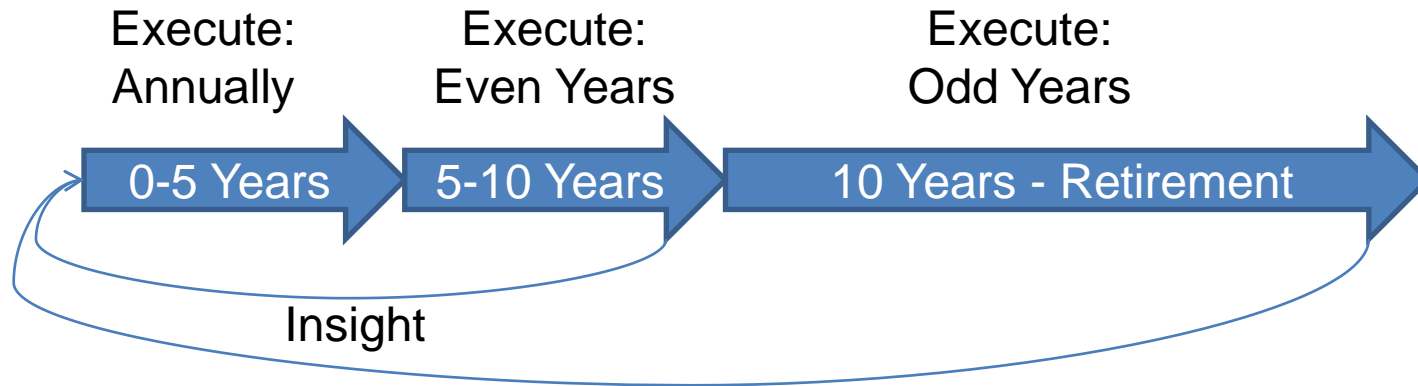 Execute:
Annually
Execute:
Even Years
Execute:
Odd Years
0-5 Years
5-10 Years
10 Years - Retirement
Insight